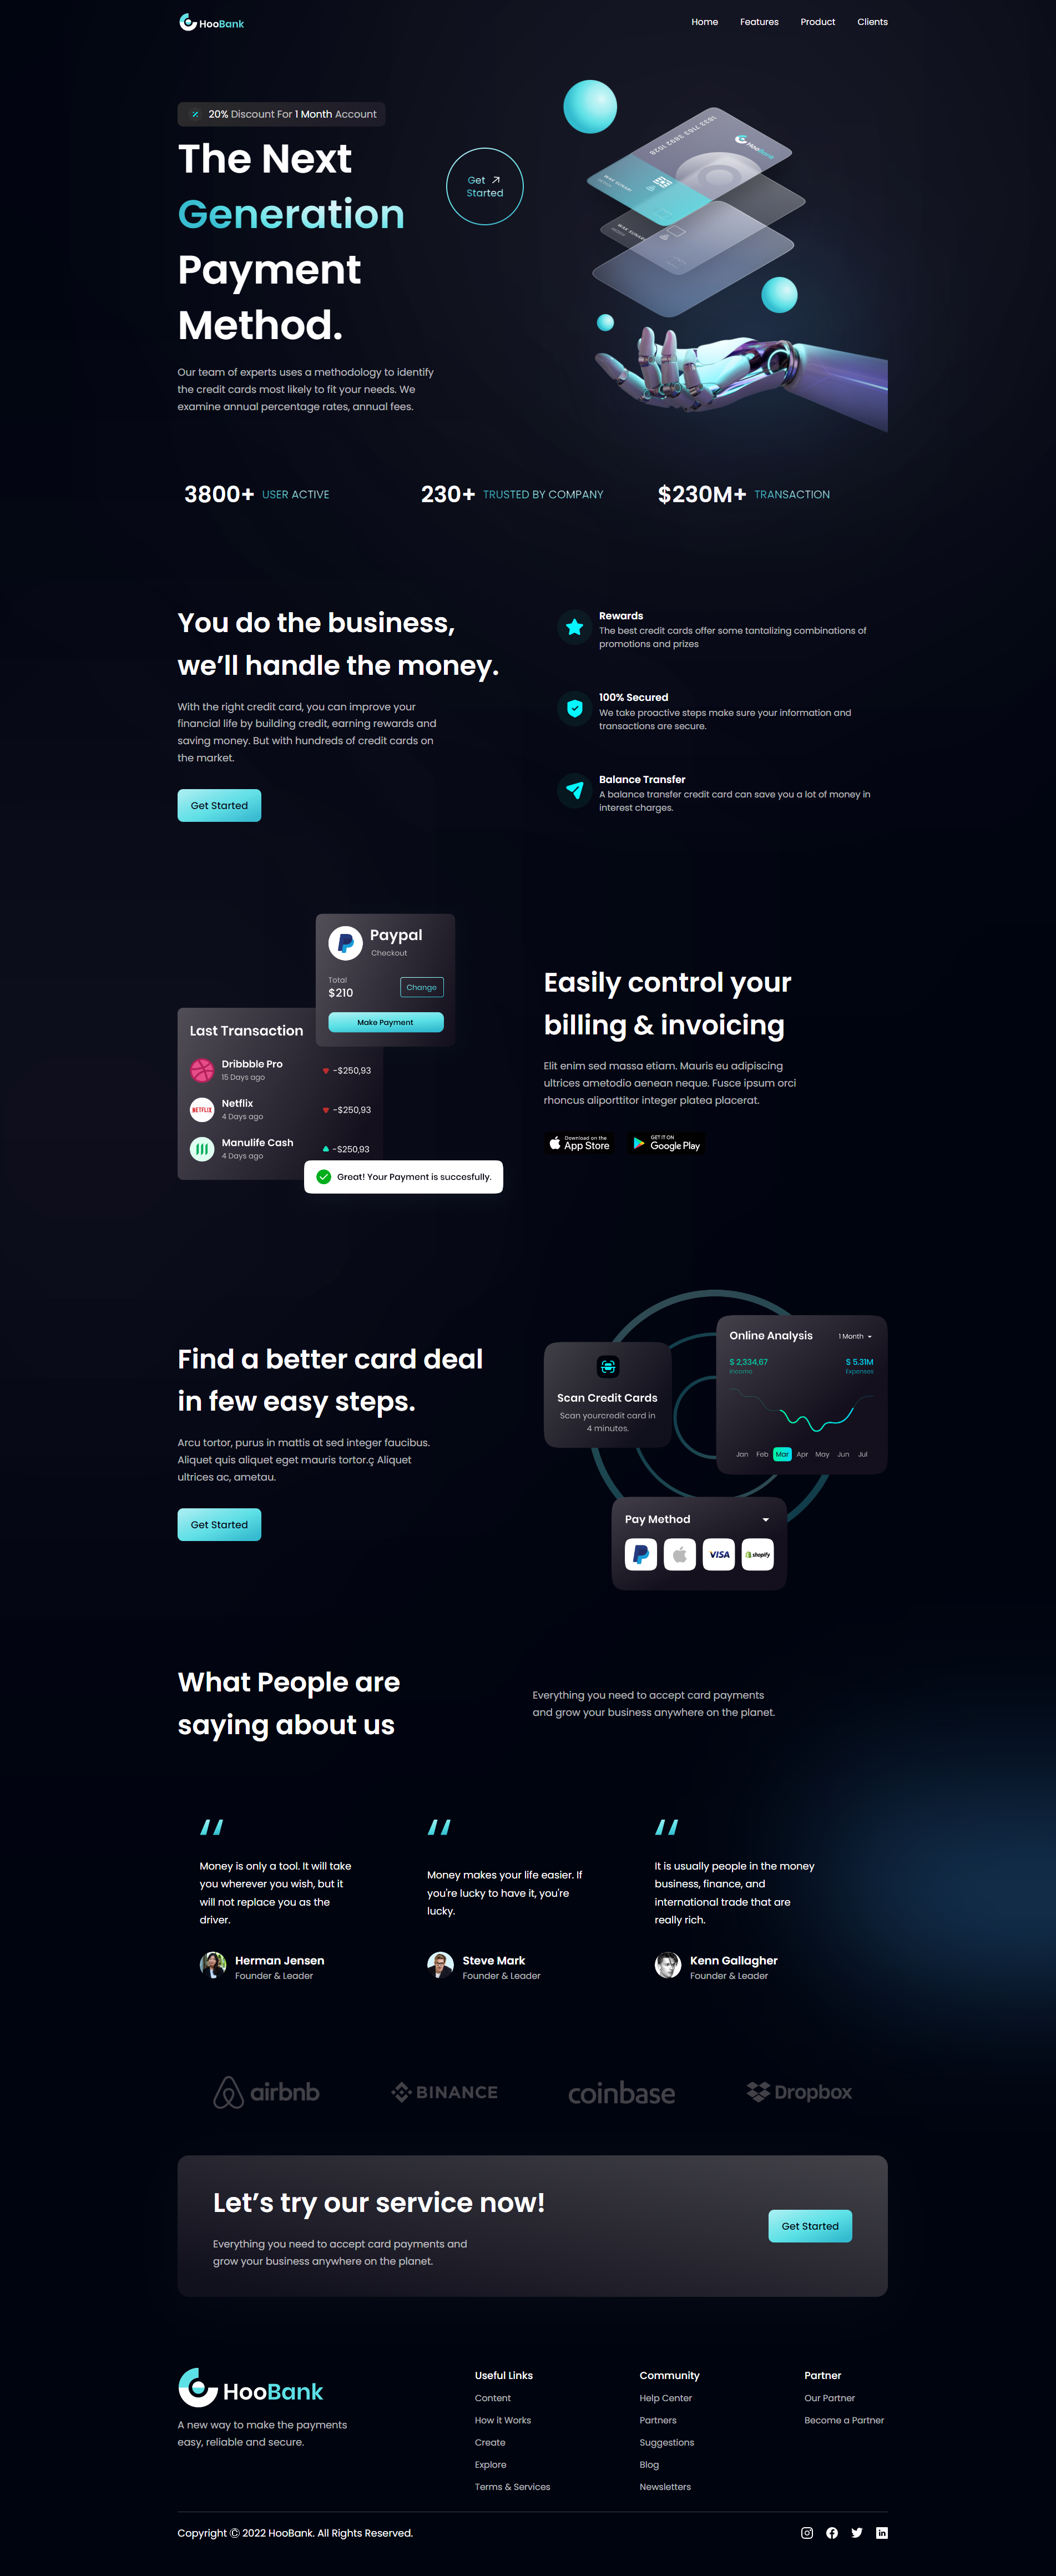 HooBank
Home
Features
Product
Clients
20% Discount For 1 Month Account
The Next
Generation
Payment
Method.
Get
Started
Our team of experts uses a methodology to identify
the credit cards most likely to fit your needs. We
examine annual percentage rates, annual fees.
HooBank
3800+ USER ACTIVE
230+ TRUSTED BY COMPANY
$230M+ TRANSACTION
You do the business,
we’ll handle the money.
With the right credit card, you can improve your
financial life by building credit, earning rewards and
saving money. But with hundreds of credit cards on
the market.
Get Started
Rewards
The best credit cards offer some tantalizing combinations of
promotions and prizes
100% Secured
We take proactive steps make sure your information and
transactions are secure.
Balance Transfer
A balance transfer credit card can save you a lot of money in
interest charges.
Paypal
Checkout
Total
$210
Change
Make Payment
Last Transaction
Dribbble Pro
15 Days ago
-$250,93
NETFLIX
Netflix
4 Days ago
-$250,93
Manulife Cash
4 Days ago
-$250,93
Great! Your Payment is succesfully.
Easily control your
billing & invoicing
Elit enim sed massa etiam. Mauris eu adipiscing
ultrices ametodio aenean neque. Fusce ipsum orci
rhoncus aliporttitor integer platea placerat.
Download on the
App Store
GET IT ON
Google Play
Find a better card deal
in few easy steps.
Arcu tortor, purus in mattis at sed integer faucibus.
Aliquet quis aliquet eget mauris tortor.ç Aliquet
ultrices ac, ametau.
Get Started
Scan Credit Cards
Scan yourcredit card in
4 minutes.
Online Analysis
1 Month
$ 2,334,67
Income
$ 5,31M
Expenses
Jan Feb Mar Apr May Jun Jul
Pay Method
VISA
shopify
What People are
saying about us
Everything you need to accept card payments
and grow your business anywhere on the planet.
Money is only a tool. It will take
you wherever you wish, but it
will not replace you as the
driver.
Herman Jensen
Founder & Leader
Money makes your life easier. If
you're lucky to have it, you're
lucky.
Steve Mark
Founder & Leader
It is usually people in the money
business, finance, and
international trade that are
really rich.
Kenn Gallagher
Founder & Leader
airbnb
BINANCE
coinbase
Dropbox
Let’s try our service now!
Everything you need to accept card payments and
grow your business anywhere on the planet.
Get Started
HooBank
A new way to make the payments
easy, reliable and secure.
Useful Links
Content
How it Works
Create
Explore
Terms & Services
Community
Help Center
Partners
Suggestions
Blog
Newsletters
Partner
Our Partner
Become a Partner
Copyright Ⓒ 2022 HooBank. All Rights Reserved.